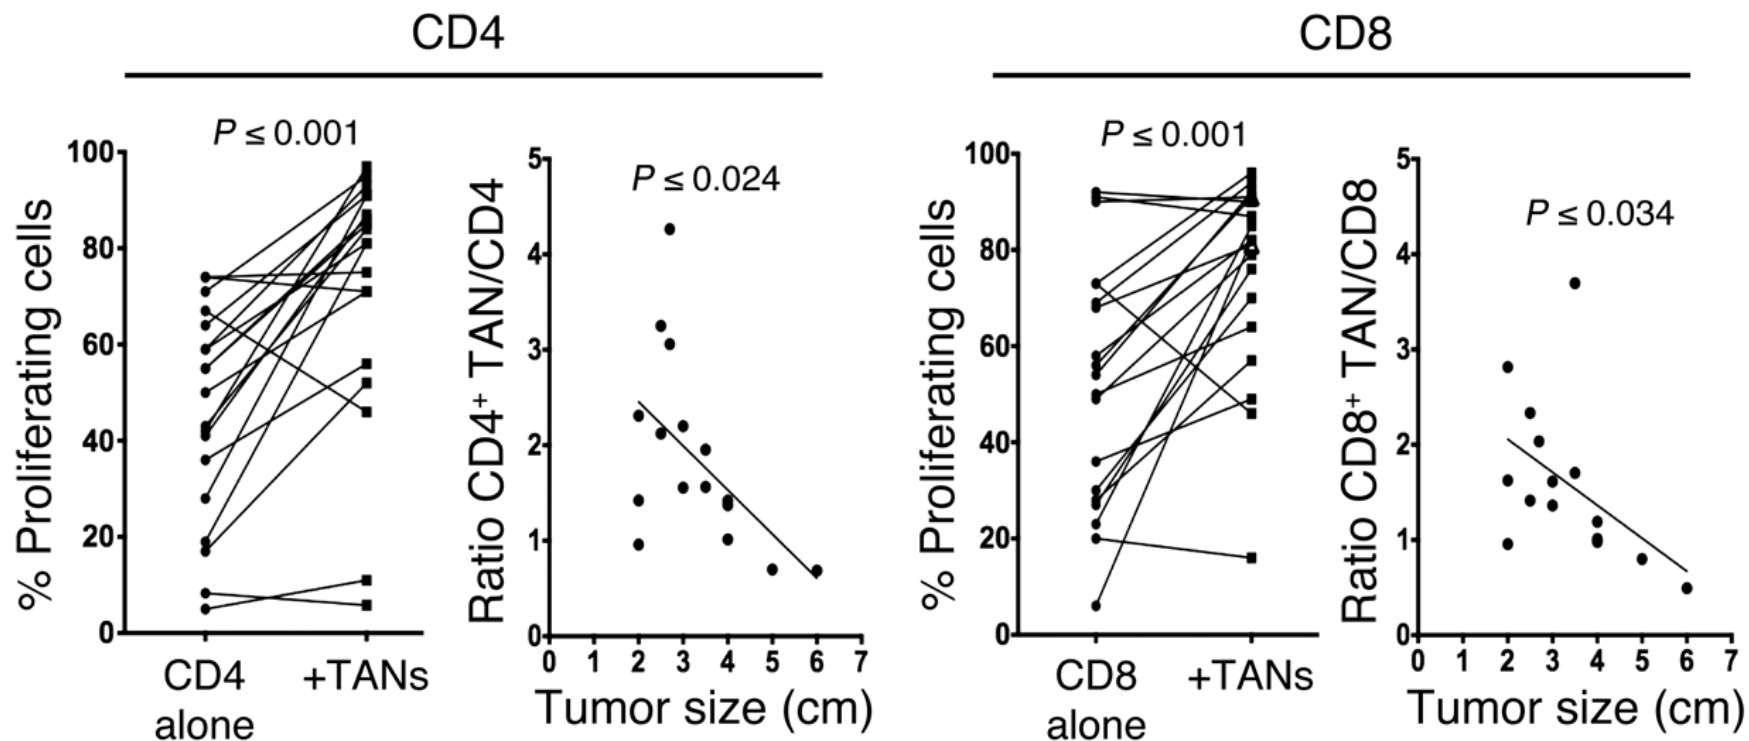 CD4
CD8
P ≤ 0.001
% Proliferating cells
100
80
60
40
20
0
CD4
alone
+TANs
P ≤ 0.024
Ratio CD4⁺ TAN/CD4
5
4
3
2
1
0
0 1 2 3 4 5 6 7
Tumor size (cm)
P ≤ 0.001
% Proliferating cells
100
80
60
40
20
0
CD8
alone
+TANs
P ≤ 0.034
Ratio CD8⁺ TAN/CD8
5
4
3
2
1
0
0 1 2 3 4 5 6 7
Tumor size (cm)